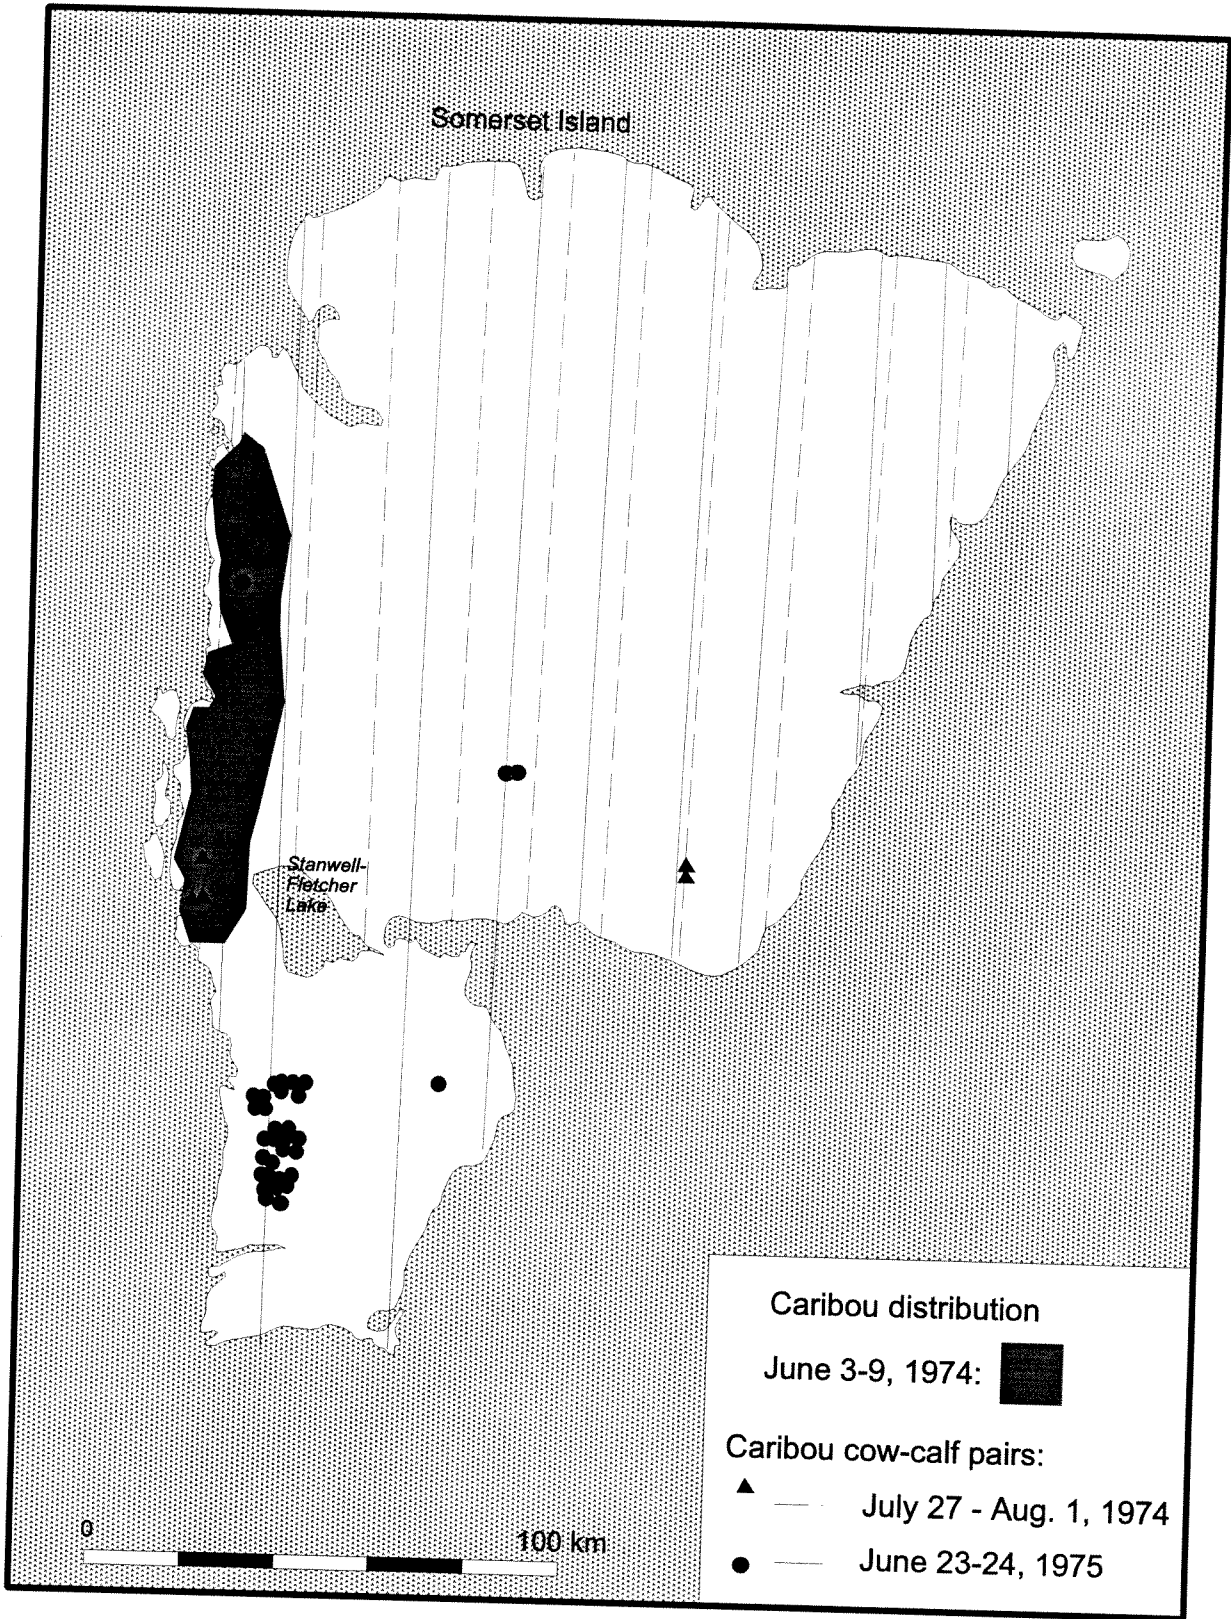 Somerset Island
Stanwell-
Fletcher
Lake
Caribou distribution
June 3-9, 1974:
Caribou cow-calf pairs:
July 27 - Aug. 1, 1974
June 23-24, 1975
0
100 km